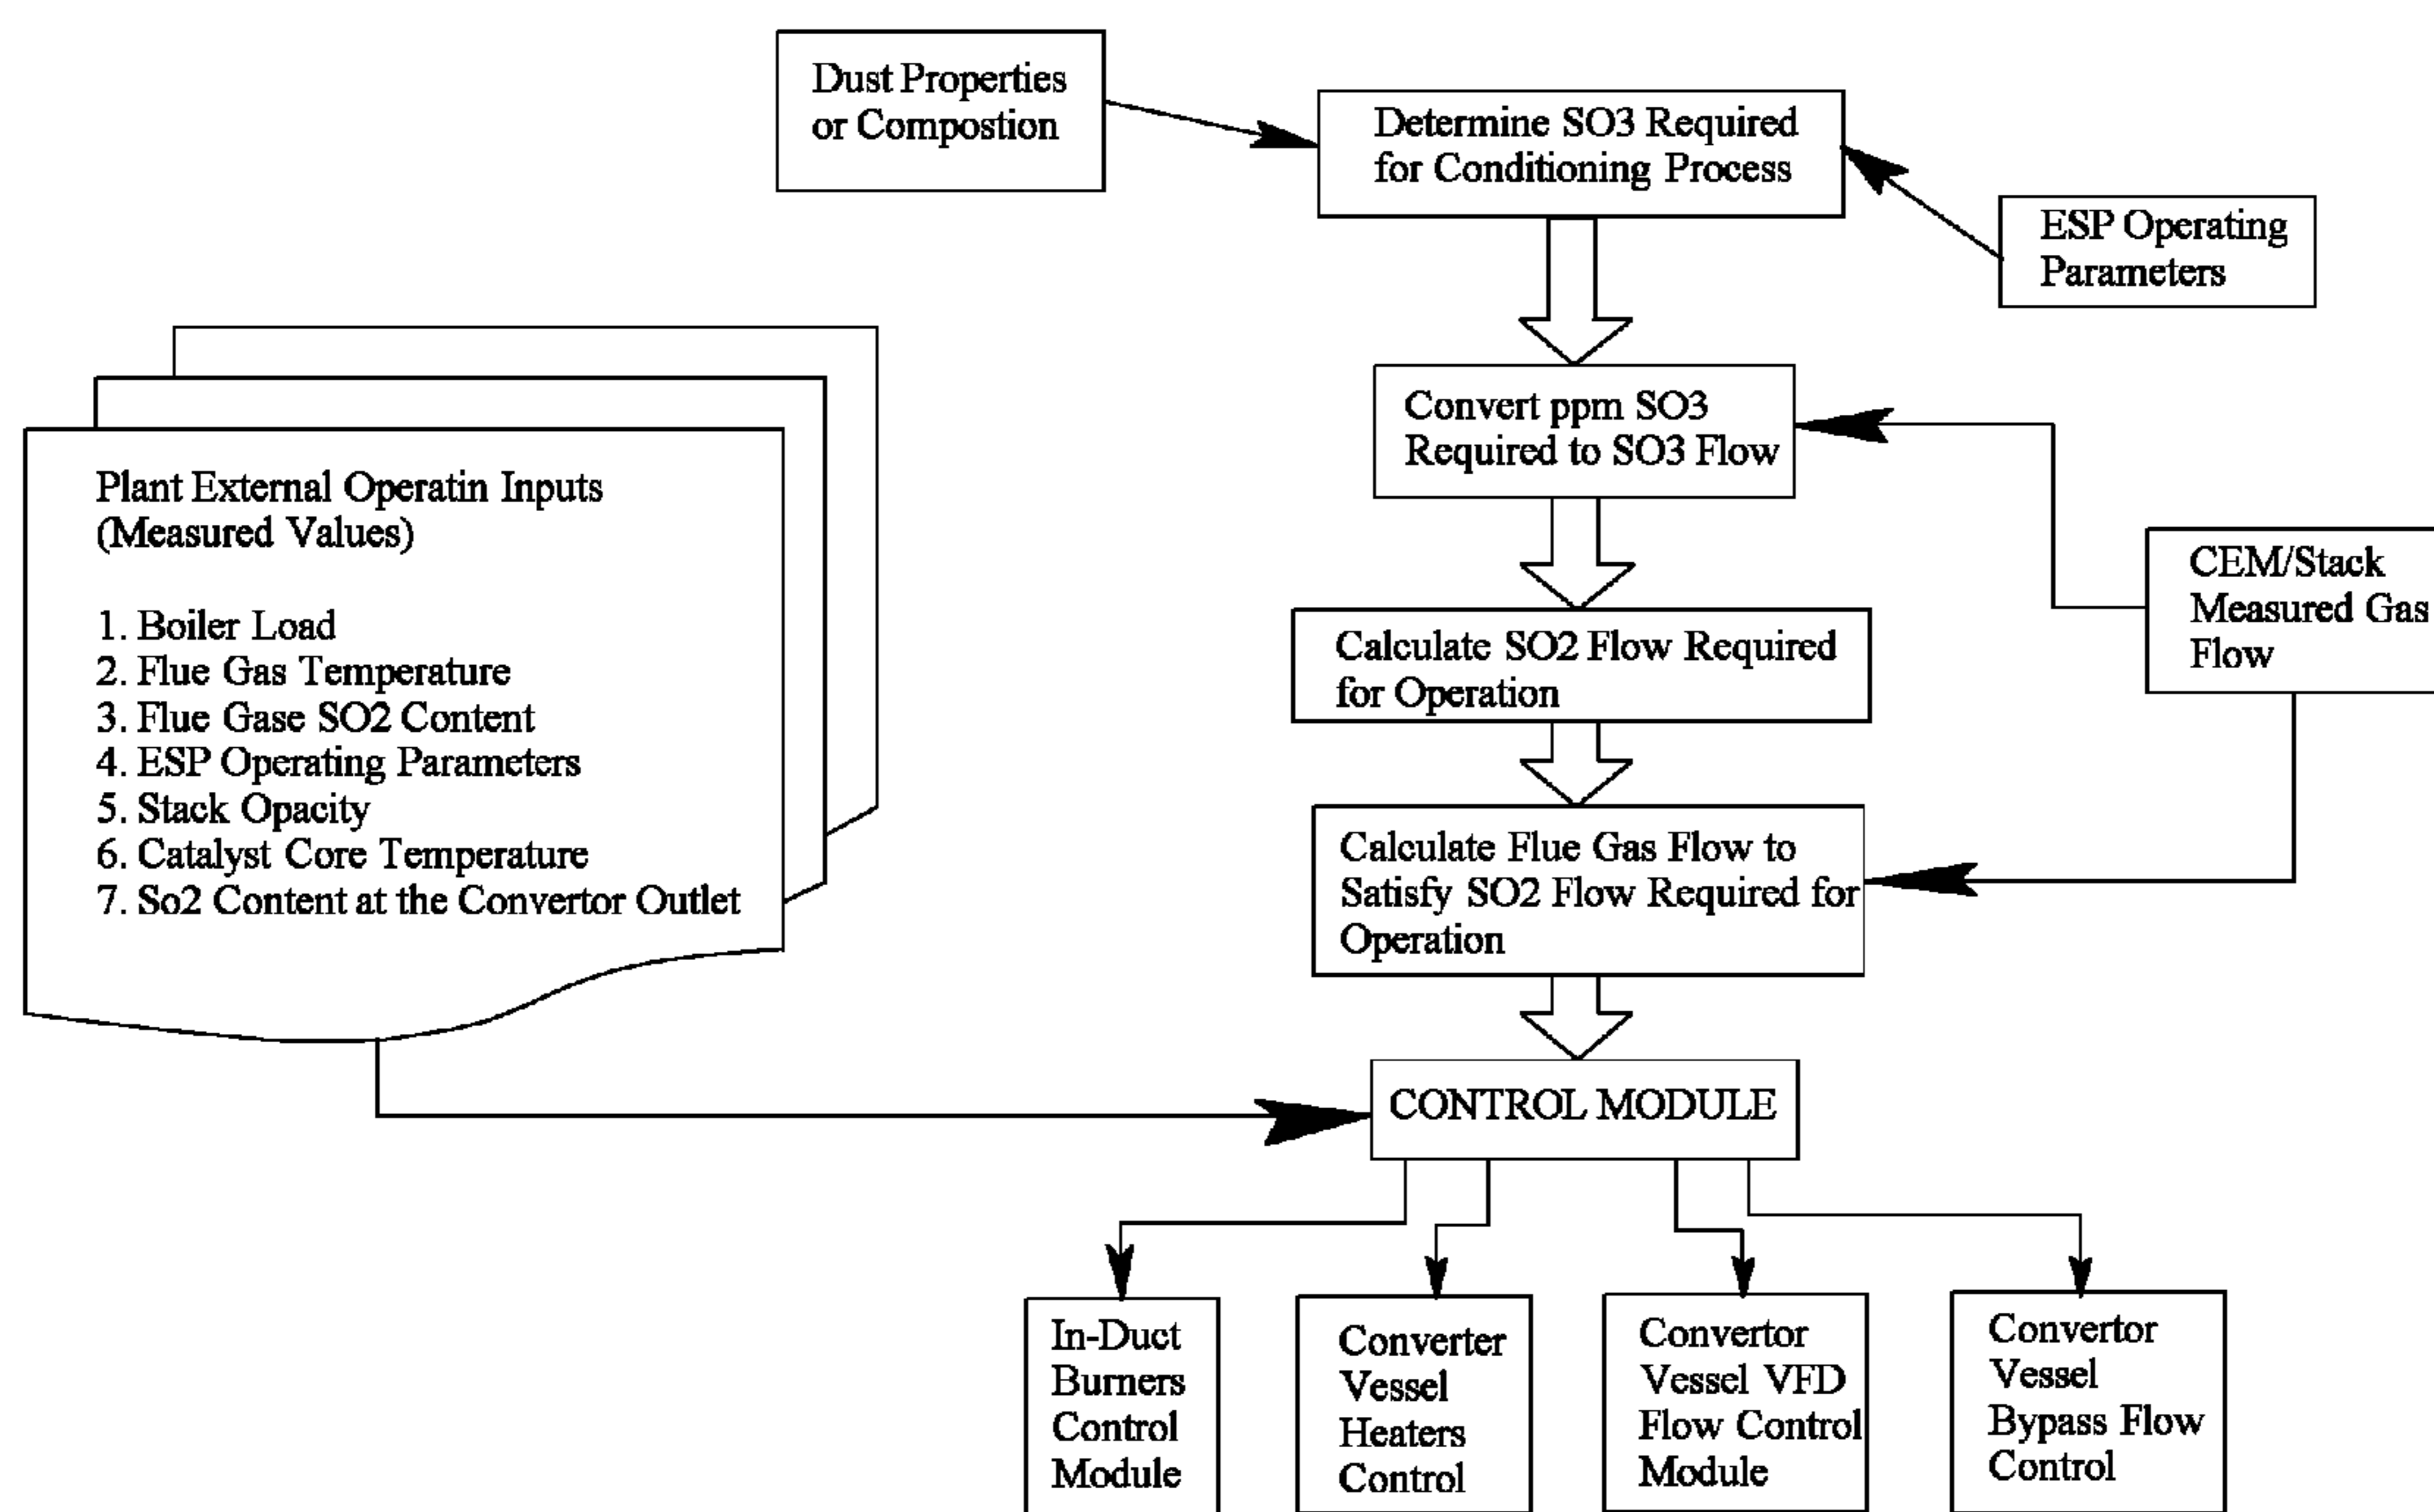 Dust Properties
or Compostion
Determine SO3 Required
for Conditioning Process
ESP Operating
Parameters
Convert ppm SO3
Required to SO3 Flow
Plant External Operatin Inputs
(Measured Values)
1. Boiler Load
2. Flue Gas Temperature
3. Flue Gase SO2 Content
4. ESP Operating Parameters
5. Stack Opacity
6. Catalyst Core Temperature
7. So2 Content at the Convertor Outlet
CEM/Stack
Measured Gas
Flow
Calculate SO2 Flow Required
for Operation
Calculate Flue Gas Flow to
Satisfy SO2 Flow Required for
Operation
CONTROL MODULE
In-Duct
Burners
Control
Module
Converter
Vessel
Heaters
Control
Convertor
Vessel VFD
Flow Control
Module
Convertor
Vessel
Bypass Flow
Control